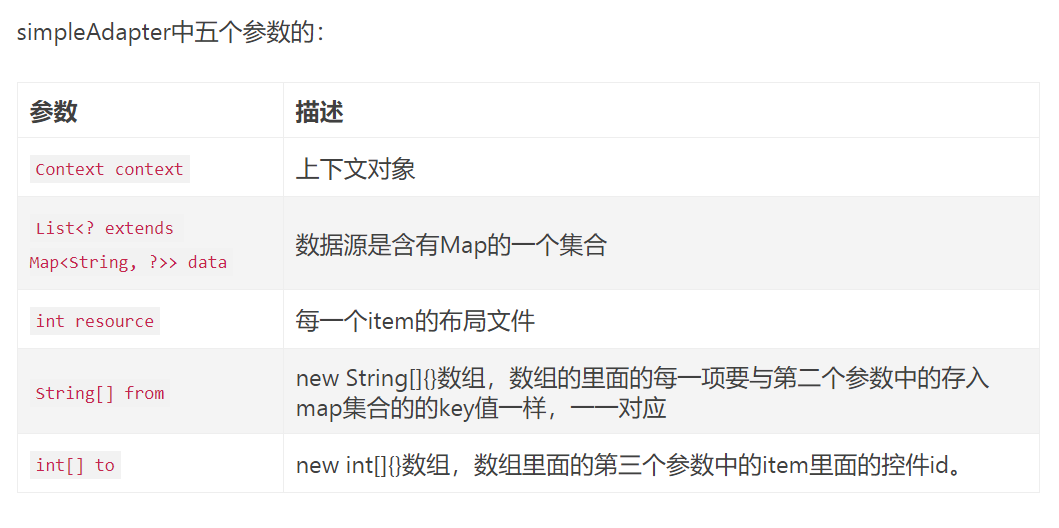 simpleAdapter中五个参数的：
参数 描述
Context context 上下文对象
List<? extends
Map<String, ?>> data 数据源是含有Map的一个集合
int resource 每一个item的布局文件
String[] from new String[]{}数组，数组的里面的每一项要与第二个参数中的存入
map集合的的key值一样，一一对应
int[] to new int[]{}数组，数组里面的第三个参数中的item里面的控件id。